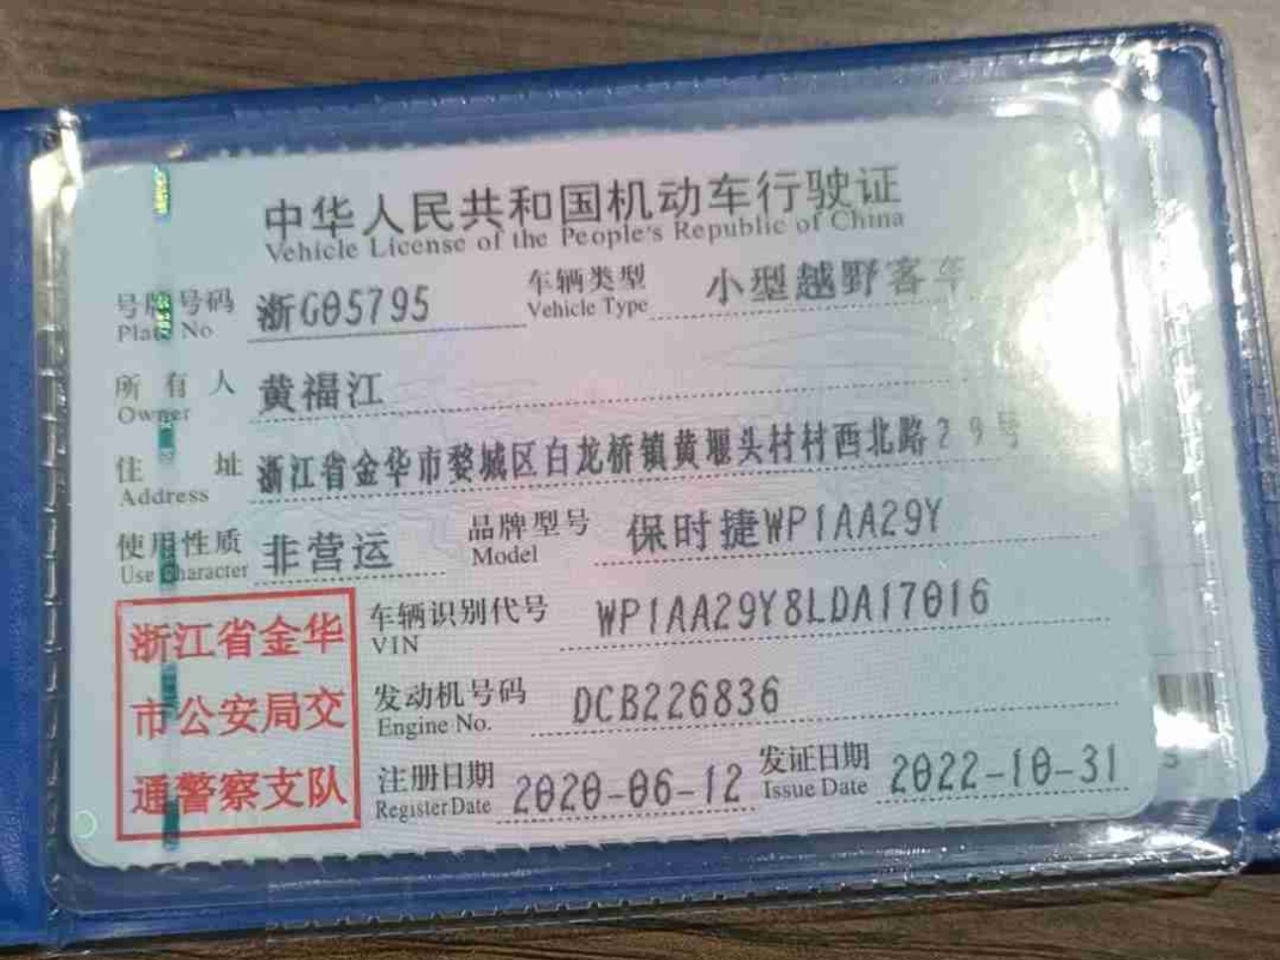 中华人民共和国机动车行驶证
Vehicle License of the People's Republic of China
号牌号码 浙G05795 车辆类型 小型越野客车
Plate No Vehicle Type
所有人 黄福江
Owner
住址 浙江省金华市婺城区白龙桥镇黄堰头村村西北路29号
Address
使用性质 非营运 品牌型号 保时捷WP1AA29Y
Use Character Model
浙江省金华
市公安局交
通警察支队
车辆识别代号 WP1AA29Y8LDA17016
VIN
发动机号码 DCB226836
Engine No.
注册日期 2020-06-12 发证日期 2022-10-31
Register Date Issue Date